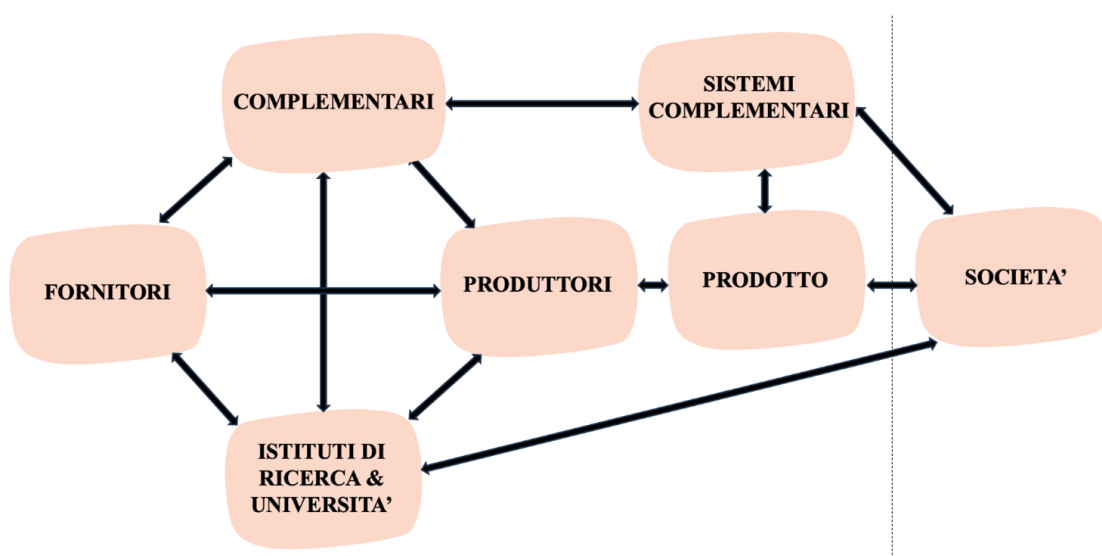 COMPLEMENTARI
SISTEMI
COMPLEMENTARI
FORNITORI
PRODUTTORI
PRODOTTO
SOCIETA’
ISTITUTI DI
RICERCA &
UNIVERSITA’